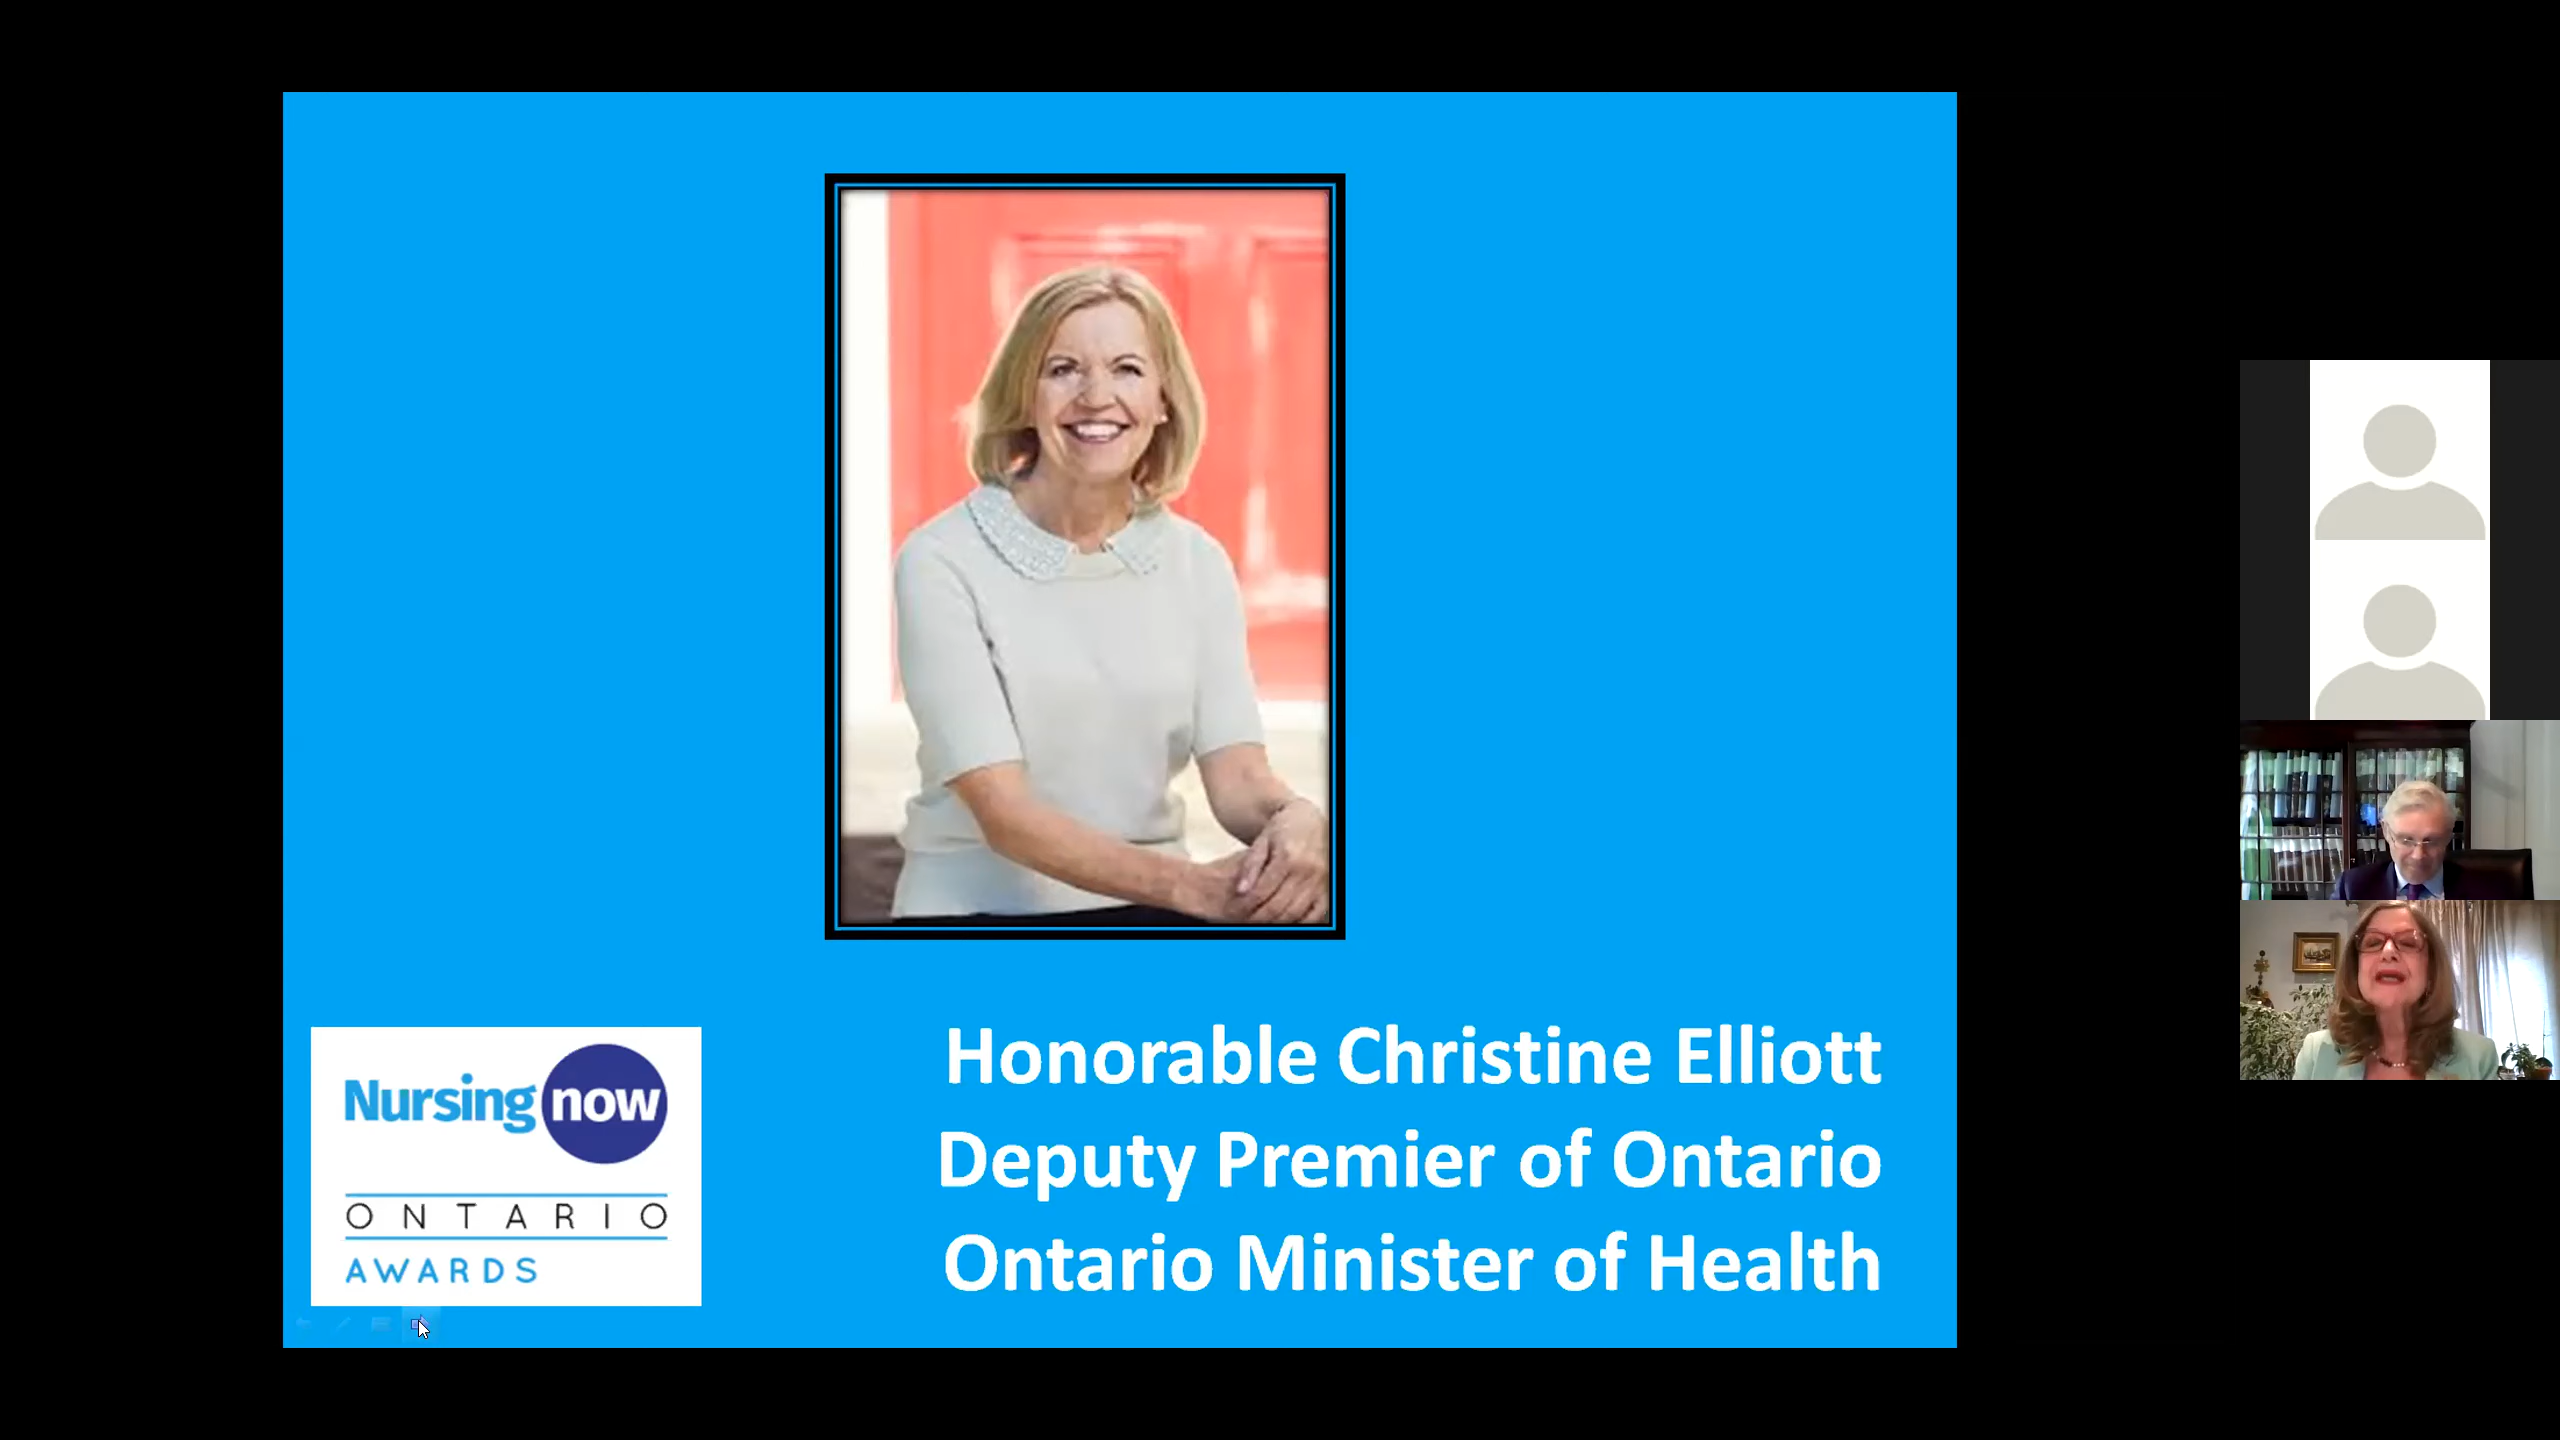 Nursing now
ONTARIO
AWARDS
Honorable Christine Elliott
Deputy Premier of Ontario
Ontario Minister of Health